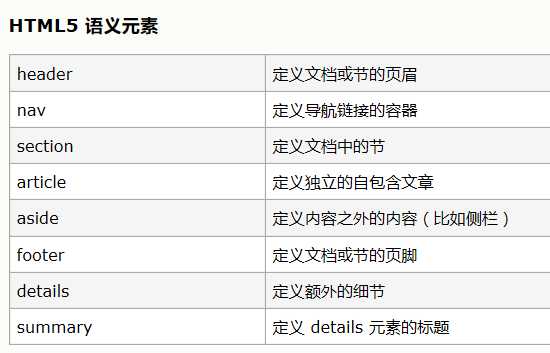 HTML5 语义元素
header 定义文档或节的页眉
nav 定义导航链接的容器
section 定义文档中的节
article 定义独立的自包含文章
aside 定义内容之外的内容（比如侧栏）
footer 定义文档或节的页脚
details 定义额外的细节
summary 定义 details 元素的标题